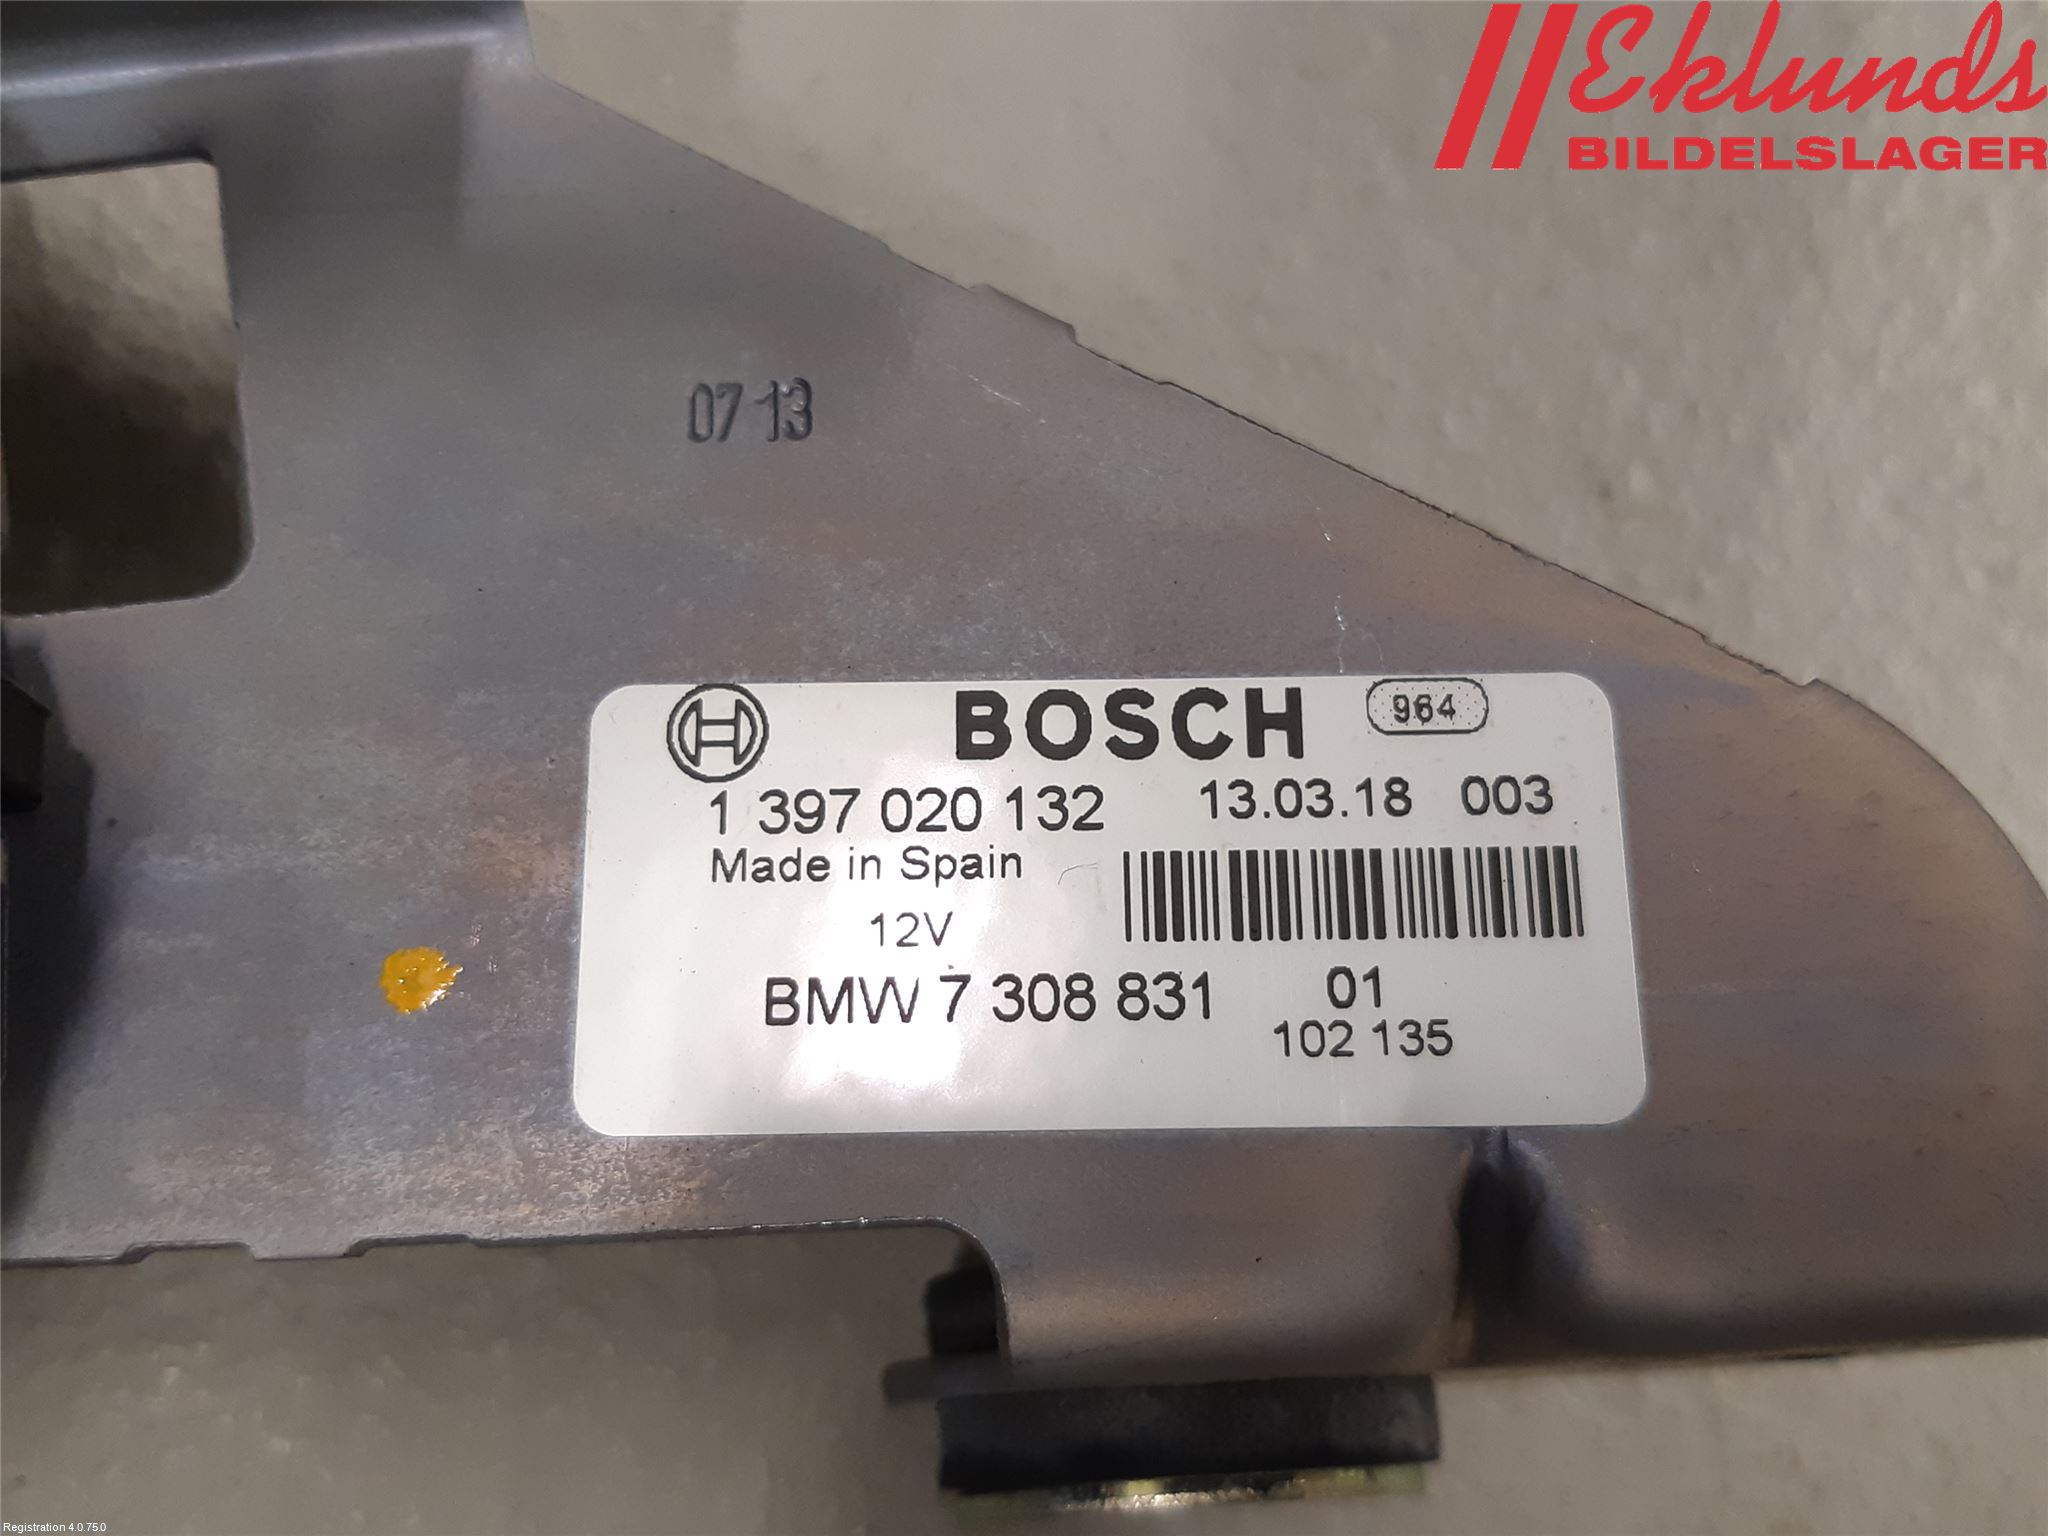 Eklunds
BILDELSLAGER
07 13
BOSCH 964
1 397 020 132 13.03.18 003
Made in Spain
12V
BMW 7 308 831 01
102 135
Registration 4.0.75.0